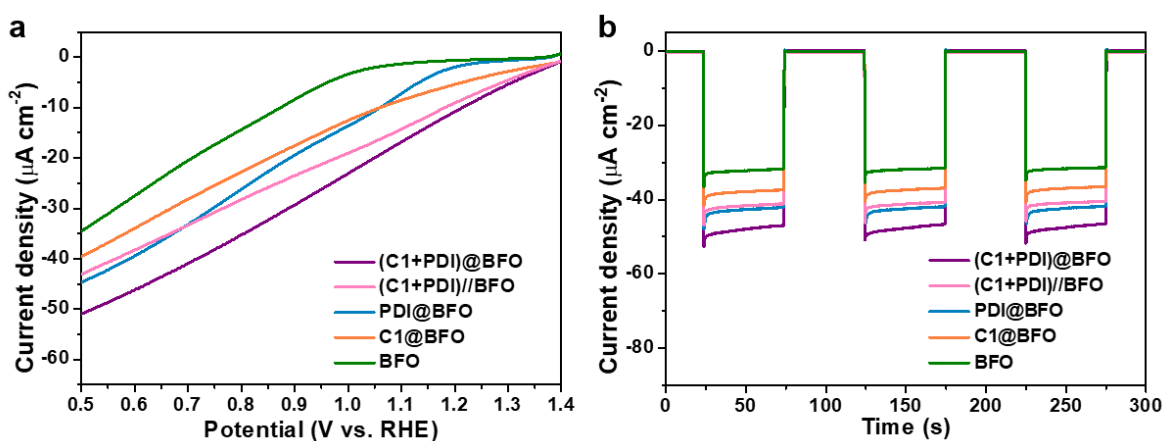 a
Current density (μA cm-2)
0
-10
-20
-30
-40
-50
-60
0.5 0.6 0.7 0.8 0.9 1.0 1.1 1.2 1.3 1.4
Potential (V vs. RHE)
(C1+PDI)@BFO
(C1+PDI)//BFO
PDI@BFO
C1@BFO
BFO
b
Current density (μA cm-2)
0
-20
-40
-60
-80
0 50 100 150 200 250 300
Time (s)
(C1+PDI)@BFO
(C1+PDI)//BFO
PDI@BFO
C1@BFO
BFO